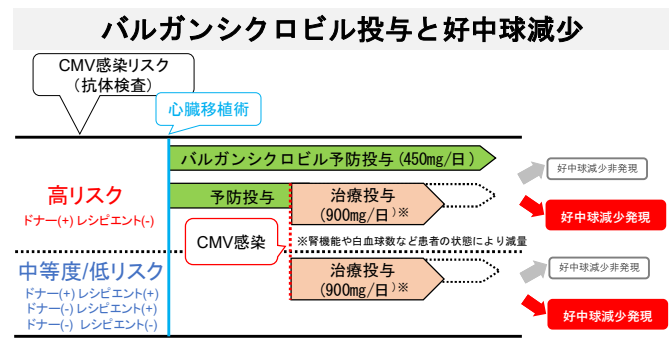 バルガンシクロビル投与と好中球減少
CMV感染リスク
(抗体検査)
心臓移植術
バルガンシクロビル予防投与(450mg/日)
好中球減少非発現
高リスク
ドナー(+)レシピエント(-)
予防投与
治療投与
(900mg/日)※
好中球減少発現
CMV感染
※腎機能や白血球数など患者の状態により減量
中等度/低リスク
ドナー(+)レシピエント(+)
ドナー(-)レシピエント(+)
ドナー(-)レシピエント(-)
治療投与
(900mg/日)※
好中球減少非発現
好中球減少発現